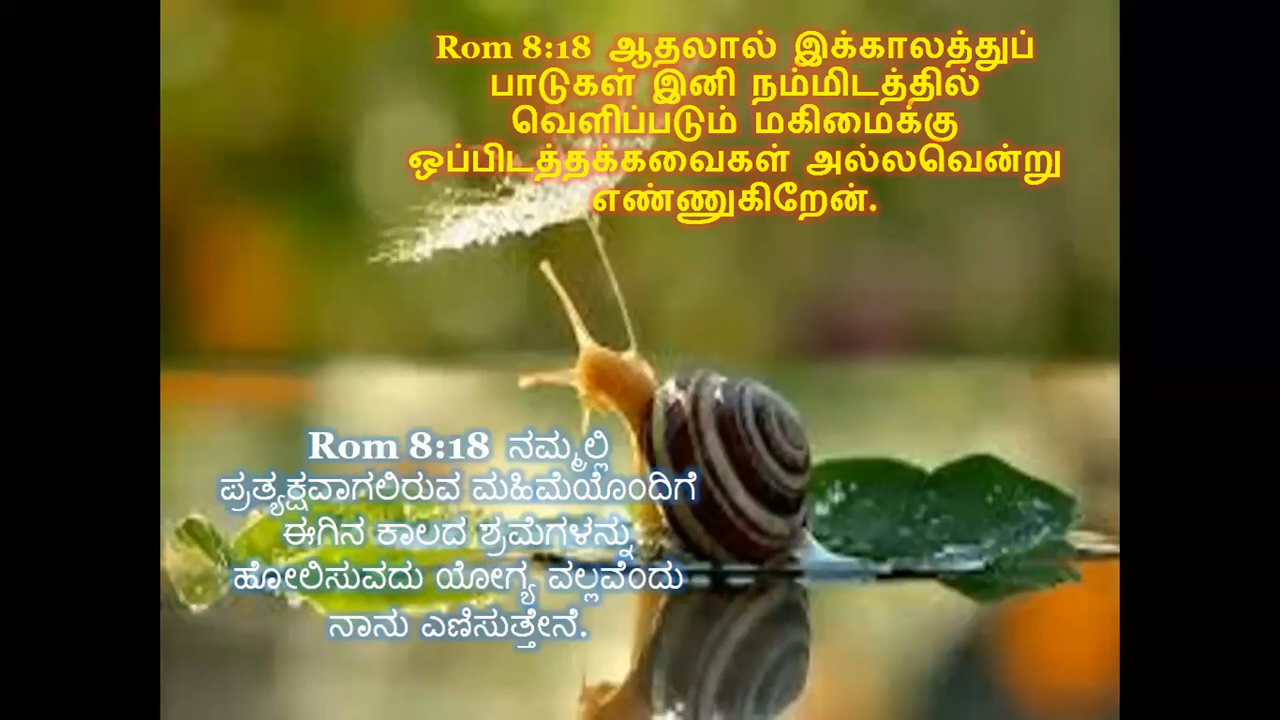 Rom 8:18 ஆதலால் இக்காலத்துப்
பாடுகள் இனி நம்மிடத்தில்
வெளிப்படும் மகிமைக்கு
ஒப்பிடத்தக்கவைகள் அல்லவென்று
எண்ணுகிறேன்.
Rom 8:18 ನಮ್ಮಲ್ಲಿ
ಪ್ರತ್ಯಕ್ಷವಾಗಲಿರುವ ಮಹಿಮೆಯೊಂದಿಗೆ
ಈಗಿನ ಕಾಲದ ಶ್ರಮೆಗಳನ್ನು
ಹೋಲಿಸುವದು ಯೋಗ್ಯ ವಲ್ಲವೆಂದು
ನಾನು ಎಣಿಸುತ್ತೇನೆ.